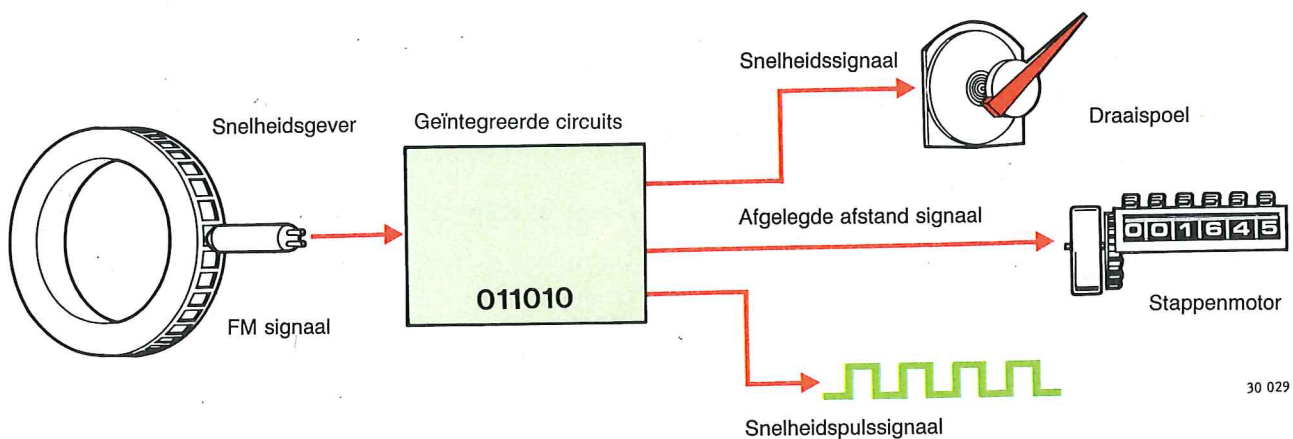 Snelheidssignaal
Draaispoel
Snelheidsgever
Geïntegreerde circuits
Afgelegde afstand signaal
001645
011010
FM signaal
Stappenmotor
30 029
Snelheidspulssignaal